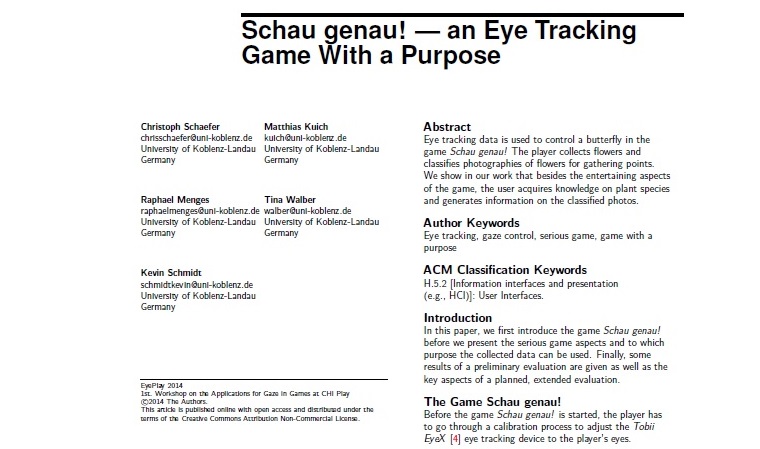 Schau genau! — an Eye Tracking
Game With a Purpose
Christoph Schaefer
chrisschaefer@uni-koblenz.de
University of Koblenz-Landau
Germany
Matthias Kuich
kuich@uni-koblenz.de
University of Koblenz-Landau
Germany
Raphael Menges
raphaelmenges@uni-koblenz.de
University of Koblenz-Landau
Germany
Tina Walber
walber@uni-koblenz.de
University of Koblenz-Landau
Germany
Kevin Schmidt
schmidtkevin@uni-koblenz.de
University of Koblenz-Landau
Germany
EyePlay 2014
1st. Workshop on the Applications for Gaze in Games at CHI Play
©2014 The Authors.
This article is published online with open access and distributed under the
terms of the Creative Commons Attribution Non-Commercial License.
Abstract
Eye tracking data is used to control a butterfly in the
game Schau genau! The player collects flowers and
classifies photographies of flowers for gathering points.
We show in our work that besides the entertaining aspects
of the game, the user acquires knowledge on plant species
and generates information on the classified photos.
Author Keywords
Eye tracking, gaze control, serious game, game with a
purpose
ACM Classification Keywords
H.5.2 [Information interfaces and presentation
(e.g., HCI)]: User Interfaces.
Introduction
In this paper, we first introduce the game Schau genau!
before we present the serious game aspects and to which
purpose the collected data can be used. Finally, some
results of a preliminary evaluation are given as well as the
key aspects of a planned, extended evaluation.
The Game Schau genau!
Before the game Schau genau! is started, the player has
to go through a calibration process to adjust the Tobii
EyeX [4] eye tracking device to the player's eyes.